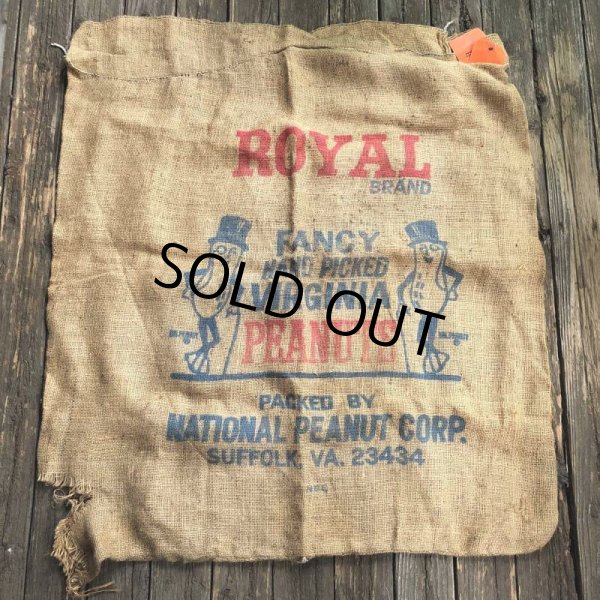 ROYAL
BRAND
FANCY
HAND PICKED
VIRGINIA
PEANUTS
PACKED BY
NATIONAL PEANUT CORP.
SUFFOLK, VA. 23434
SOLD OUT